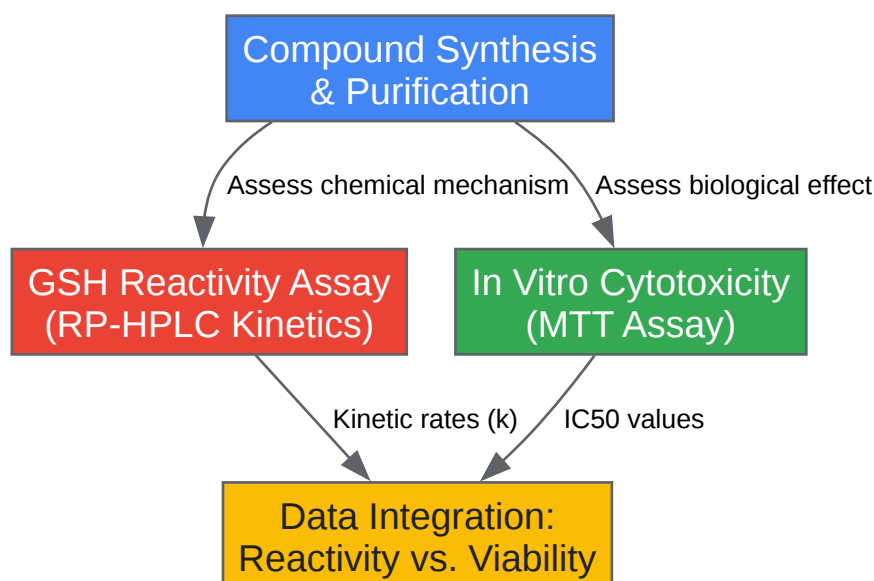 Compound Synthesis
& Purification
Assess chemical mechanism
Assess biological effect
GSH Reactivity Assay
(RP-HPLC Kinetics)
In Vitro Cytotoxicity
(MTT Assay)
Kinetic rates (k)
IC50 values
Data Integration:
Reactivity vs. Viability